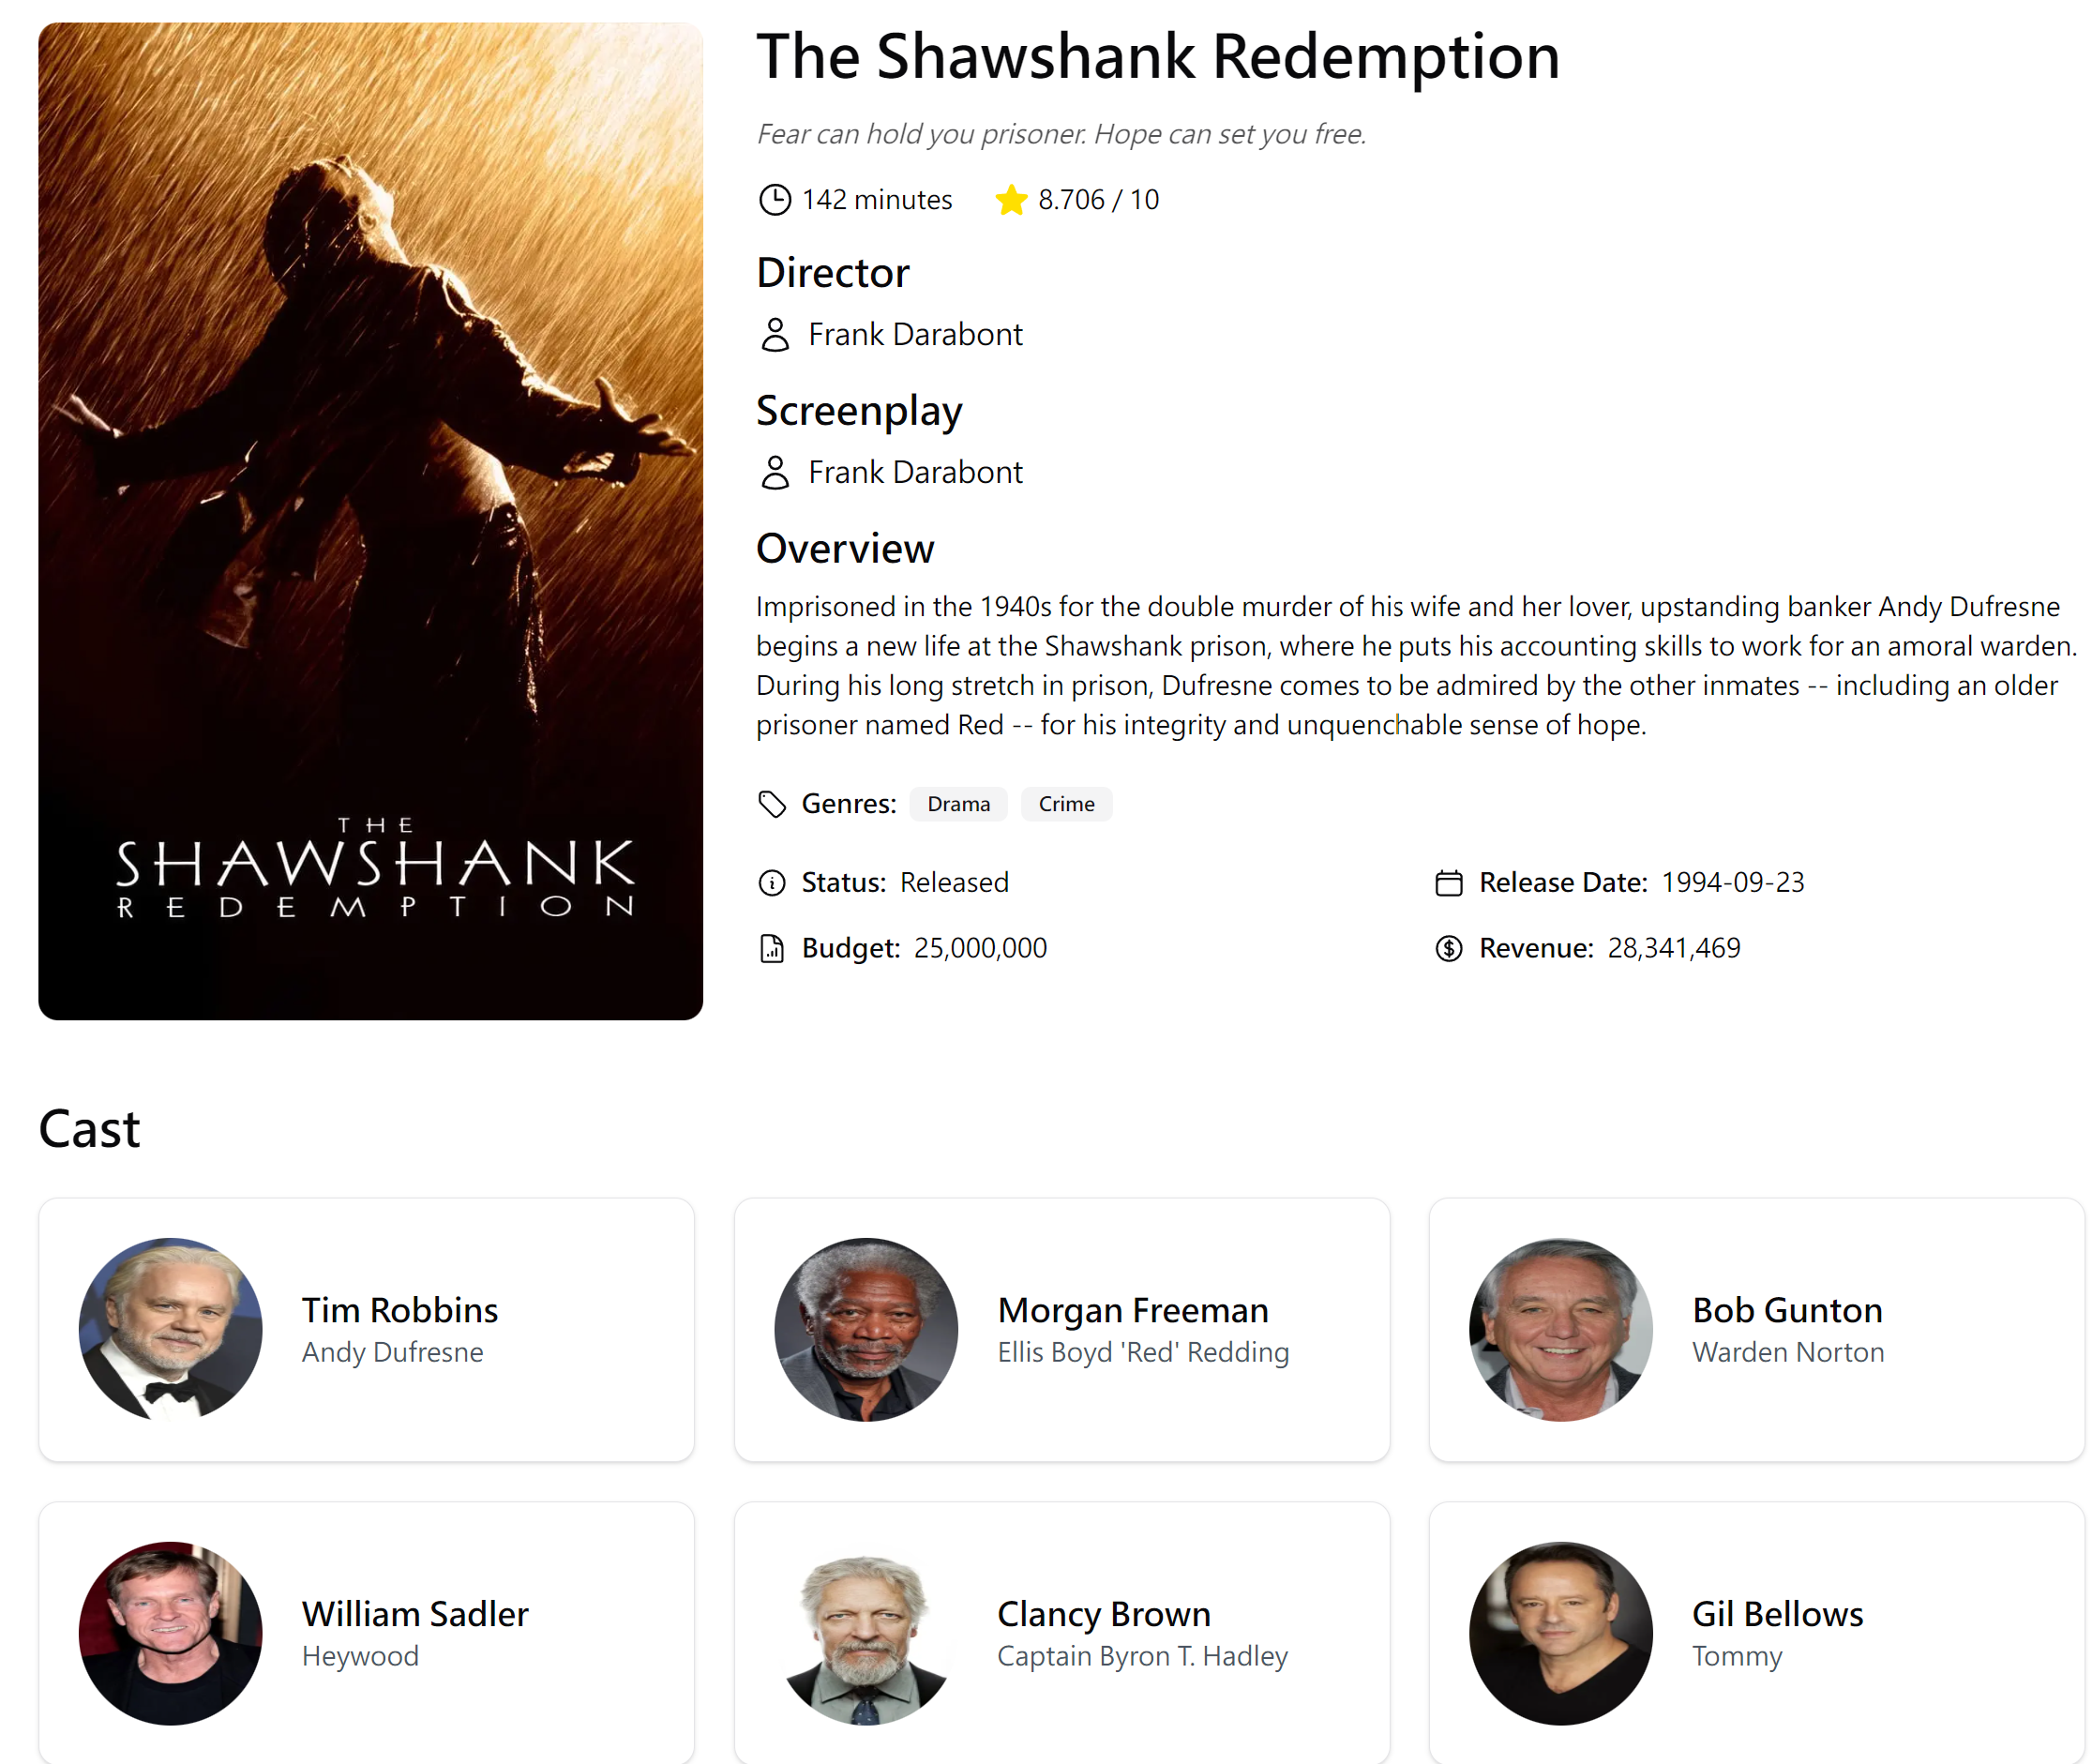 The Shawshank Redemption
Fear can hold you prisoner. Hope can set you free.
142 minutes 8.706 / 10
Director
Frank Darabont
Screenplay
Frank Darabont
Overview
Imprisoned in the 1940s for the double murder of his wife and her lover, upstanding banker Andy Dufresne
begins a new life at the Shawshank prison, where he puts his accounting skills to work for an amoral warden.
During his long stretch in prison, Dufresne comes to be admired by the other inmates -- including an older
prisoner named Red -- for his integrity and unquenchable sense of hope.
Genres: Drama Crime
Status: Released
Release Date: 1994-09-23
Budget: 25,000,000
Revenue: 28,341,469
THE
SHAWSHANK
REDEMPTION
Cast
Tim Robbins
Andy Dufresne
Morgan Freeman
Ellis Boyd 'Red' Redding
Bob Gunton
Warden Norton
William Sadler
Heywood
Clancy Brown
Captain Byron T. Hadley
Gil Bellows
Tommy